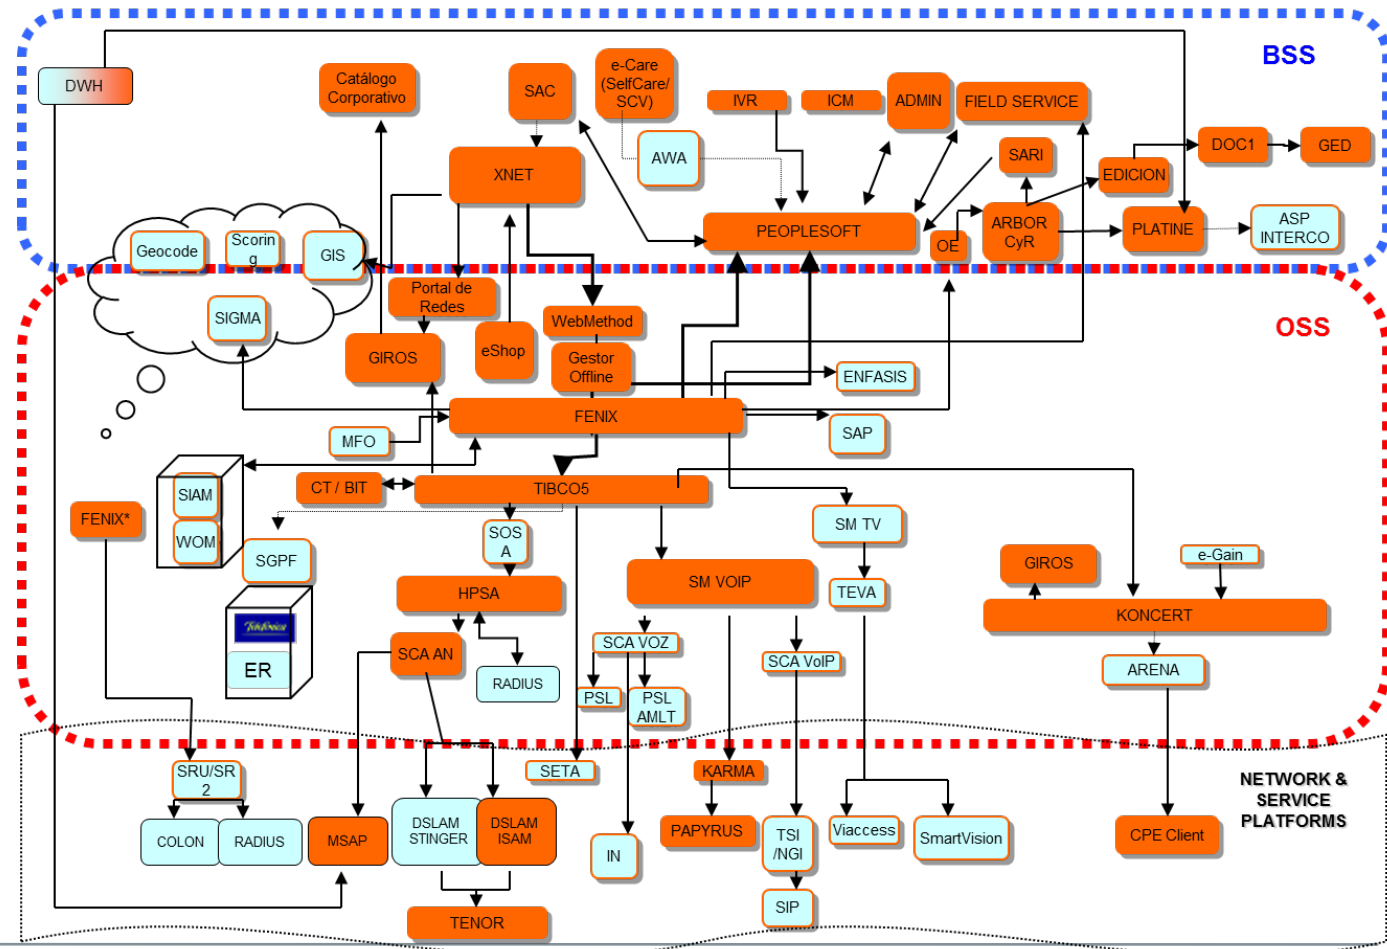 BSS
DWH
Catálogo
Corporativo
SAC
e-Care
(SelfCare/
SCV)
IVR
ICM
ADMIN
FIELD SERVICE
AWA
XNET
SARI
EDICION
DOC1
GED
PEOPLESOFT
OE
ARBOR
CyR
PLATINE
ASP
INTERCO
Geocode
Scorin
g
GIS
SIGMA
Portal de
Redes
WebMethod
OSS
GIROS
eShop
Gestor
Offline
ENFASIS
FENIX
MFO
SAP
SIAM
WOM
CT / BIT
TIBCO5
FENIX*
SGPF
SOS
A
SM TV
SM VOIP
TEVA
GIROS
e-Gain
HPSA
KONCERT
Telefónica
ER
SCA AN
RADIUS
SCA VOZ
SCA VoIP
ARENA
PSL
PSL
AMLT
SRU/SR
2
SETA
KARMA
NETWORK &
SERVICE
PLATFORMS
COLON
RADIUS
MSAP
DSLAM
STINGER
DSLAM
ISAM
IN
PAPYRUS
TSI
/NGI
Viaccess
SmartVision
CPE Client
SIP
TENOR